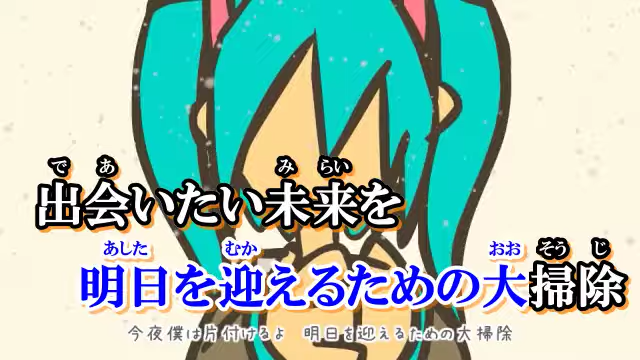 であ みらい
出会いたい未来を
あした むか おお そう じ
明日を迎えるための大掃除
今夜僕は片付けるよ 明日を迎えるための大掃除